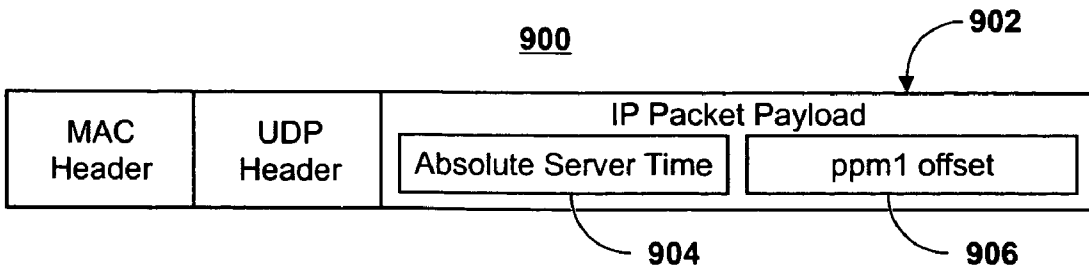 900
902
MAC
Header
UDP
Header
IP Packet Payload
Absolute Server Time
ppm1 offset
904
906